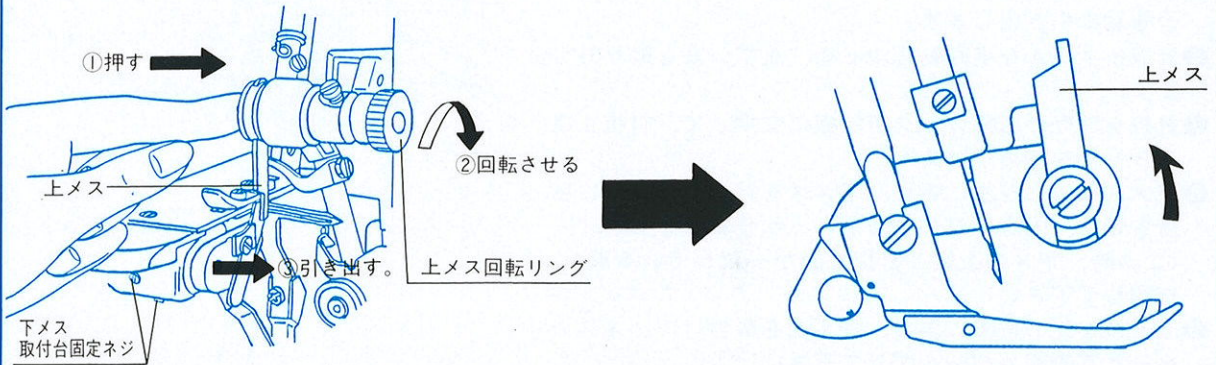 ①押す
②回転させる
上メス
③引き出す。
上メス回転リング
下メス
取付台固定ネジ
上メス